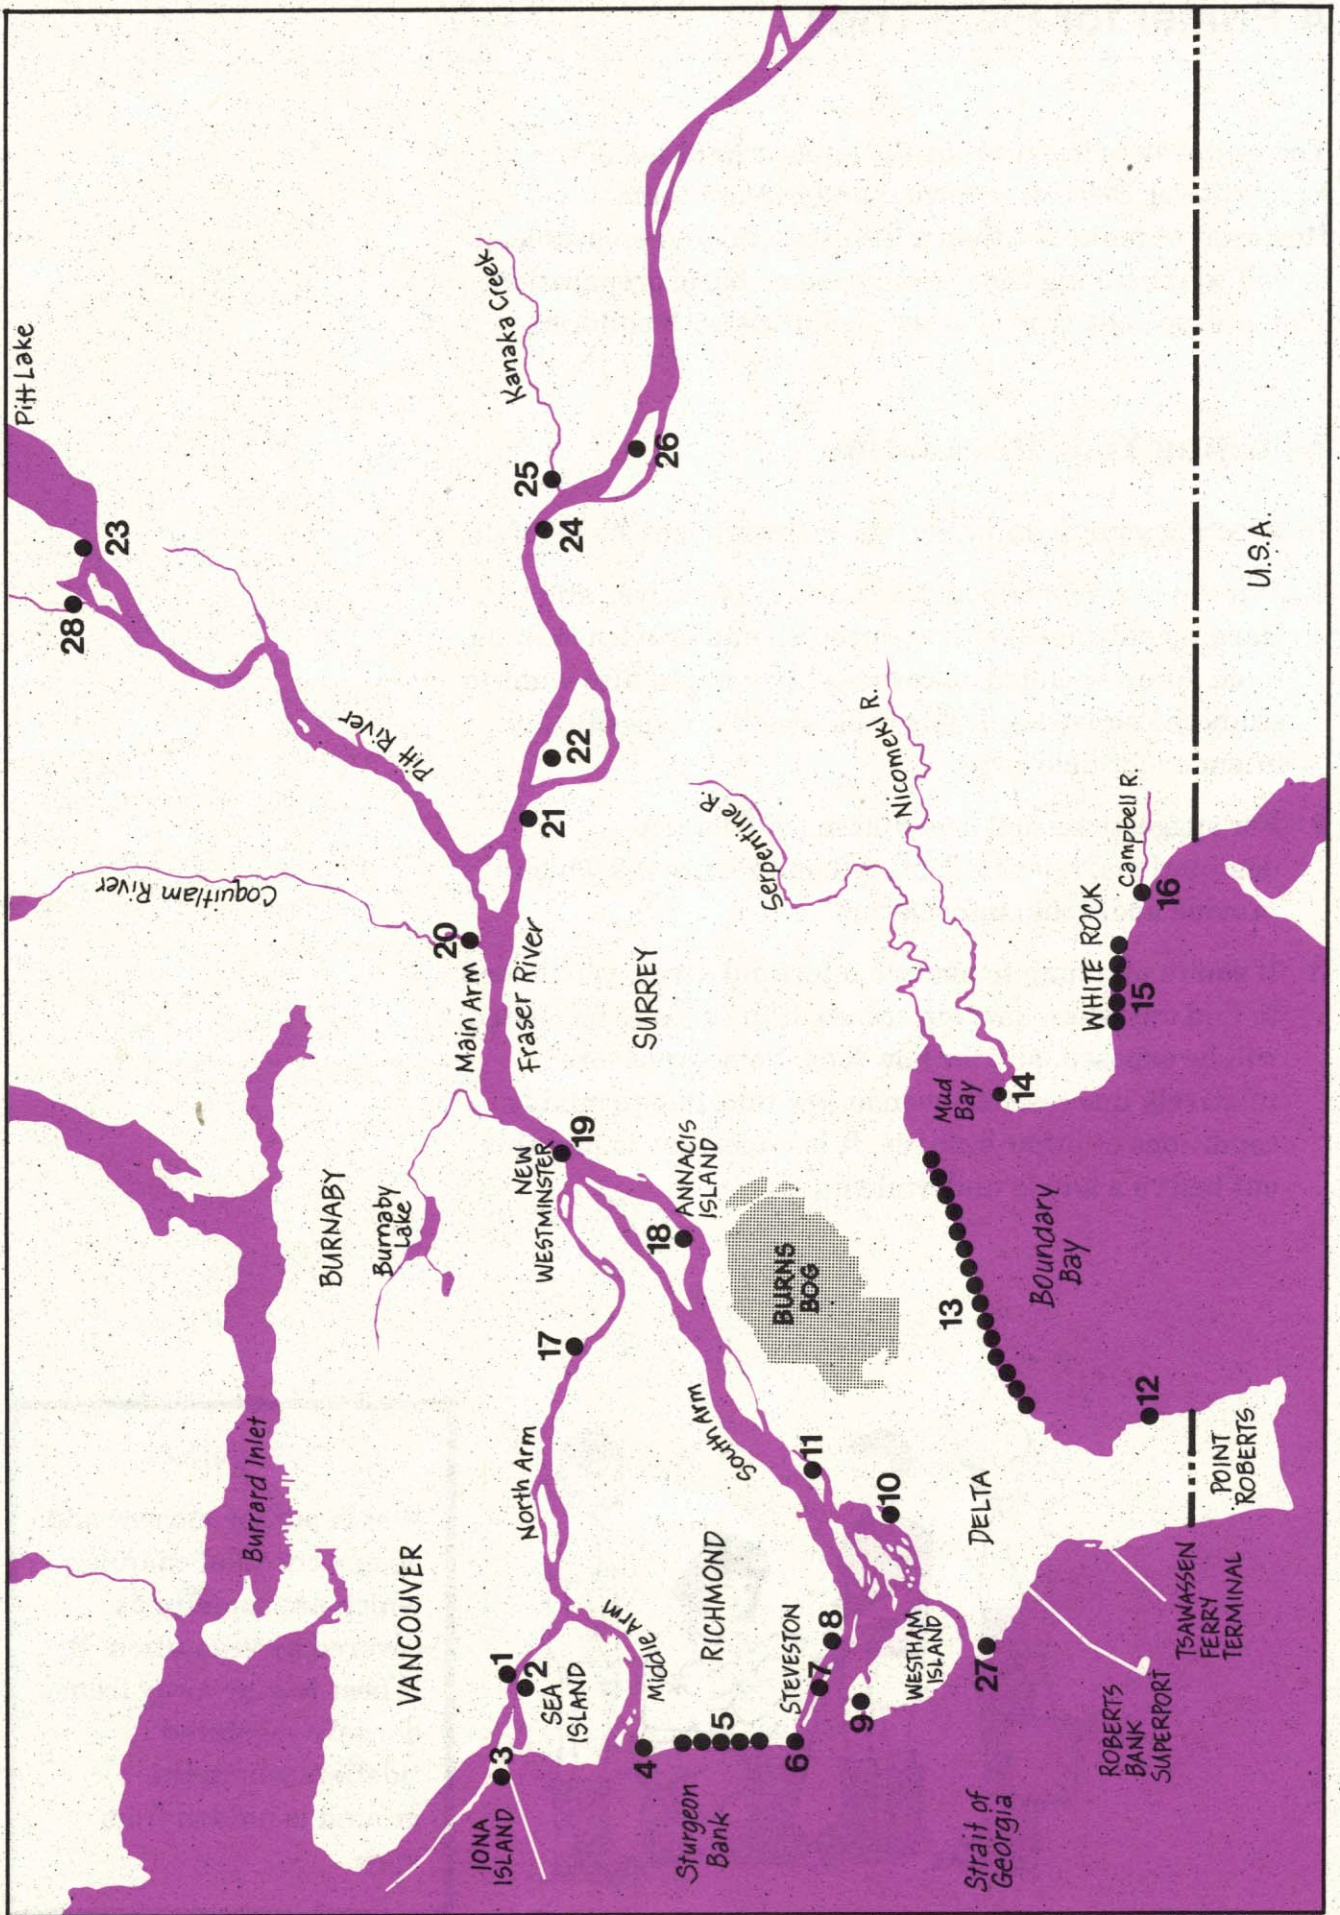 Pitt Lake
28
23
Pitt River
Coquitlam River
Kanaka Creek
25
24
26
20
21
22
Main Arm
Fraser River
Burrard Inlet
BURNABY
Burnaby
Lake
VANCOUVER
NEW
WESTMINSTER
19
SURREY
Serpentine R.
Nicomekl R.
North Arm
17
18
ANNACIS
ISLAND
BURNS
BOG
South Arm
1
2
3
SEA
ISLAND
IONA
ISLAND
Middle Arm
RICHMOND
4
5
6
Sturgeon
Bank
STEVESTON
7
8
9
WESTHAM
ISLAND
10
11
DELTA
27
Strait of
Georgia
ROBERTS
BANK
SUPERPORT
TSAWASSEN
FERRY
TERMINAL
POINT
ROBERTS
12
13
Boundary
Bay
Mud
Bay
14
WHITE ROCK
15
16
Campbell R.
U.S.A.